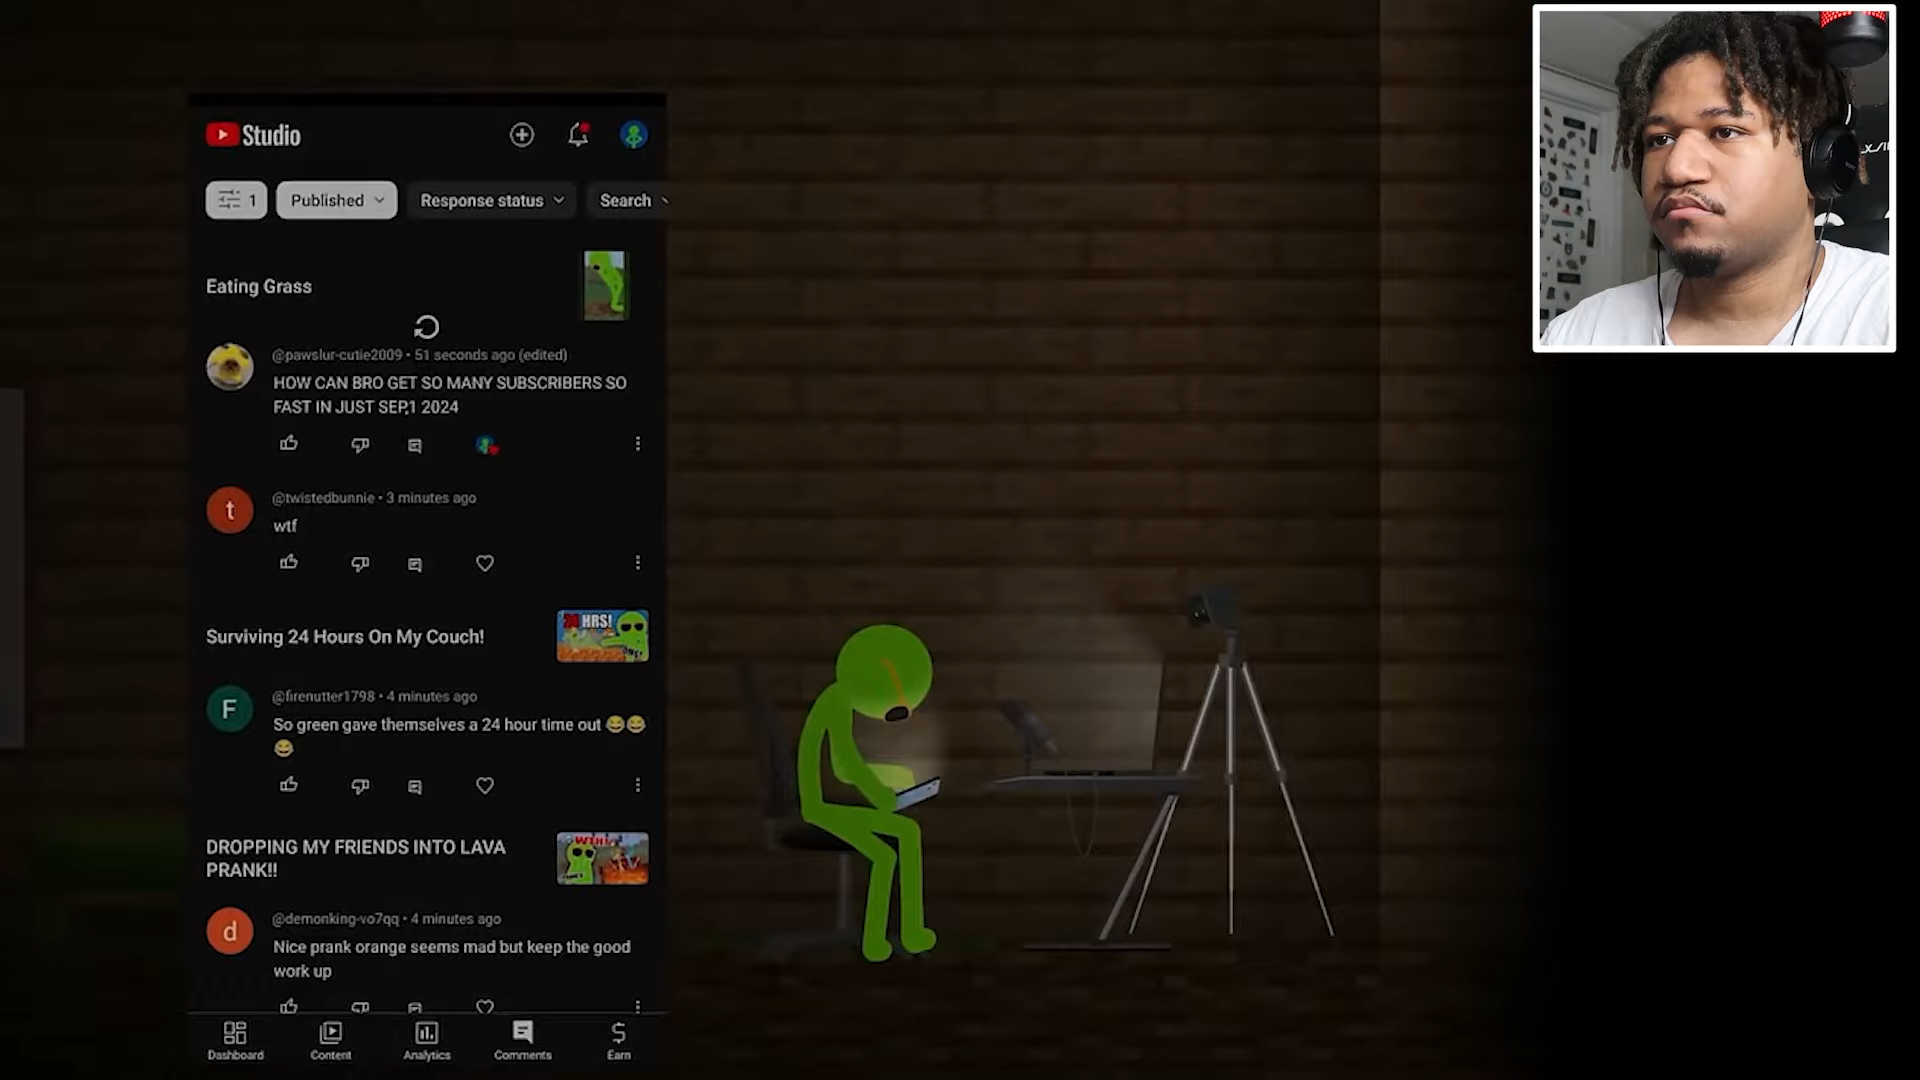 Studio
1
Published
Response status
Search
Eating Grass
@pawslur-cutie2009 • 51 seconds ago (edited)
HOW CAN BRO GET SO MANY SUBSCRIBERS SO
FAST IN JUST SEP,1 2024
@twistedbunnie • 3 minutes ago
t
wtf
Surviving 24 Hours On My Couch!
24 HRS!
OMG!
@firenutter1798 • 4 minutes ago
F
So green gave themselves a 24 hour time out 😂😂
😂
DROPPING MY FRIENDS INTO LAVA
PRANK!!
WTH!
@demonking-vo7qq • 4 minutes ago
d
Nice prank orange seems mad but keep the good
work up
Dashboard
Content
Analytics
Comments
Earn